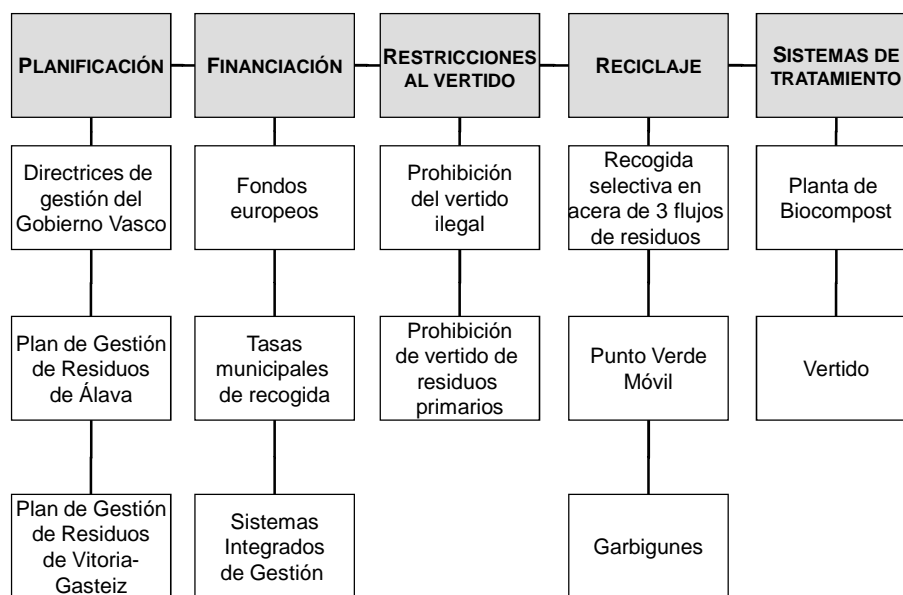 PLANIFICACIÓN
FINANCIACIÓN
RESTRICCIONES
AL VERTIDO
RECICLAJE
SISTEMAS DE
TRATAMIENTO
Directrices de
gestión del
Gobierno Vasco
Fondos
europeos
Prohibición
del vertido
ilegal
Recogida
selectiva en
acera de 3 flujos
de residuos
Planta de
Biocompost
Plan de Gestión
de Residuos
de Álava
Tasas
municipales
de recogida
Prohibición
de vertido de
residuos
primarios
Punto Verde
Móvil
Vertido
Plan de Gestión
de Residuos
de Vitoria-
Gasteiz
Sistemas
Integrados
de Gestión
Garbigunes